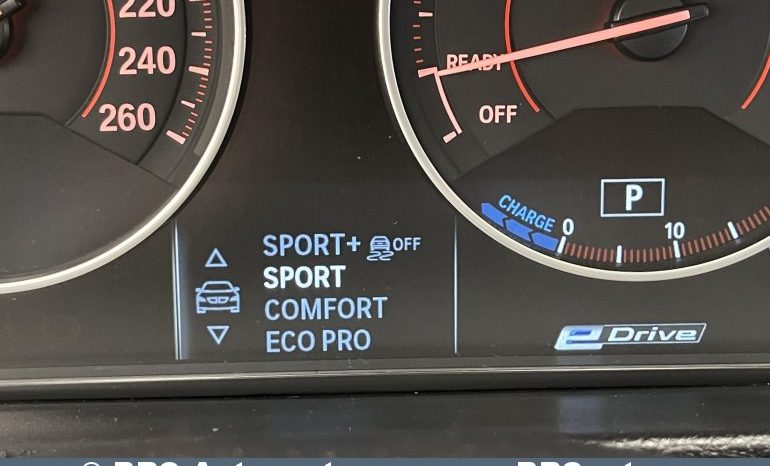 220
240
260
READY
OFF
P
CHARGE
0
10
SPORT+ OFF
SPORT
COMFORT
ECO PRO
eDrive